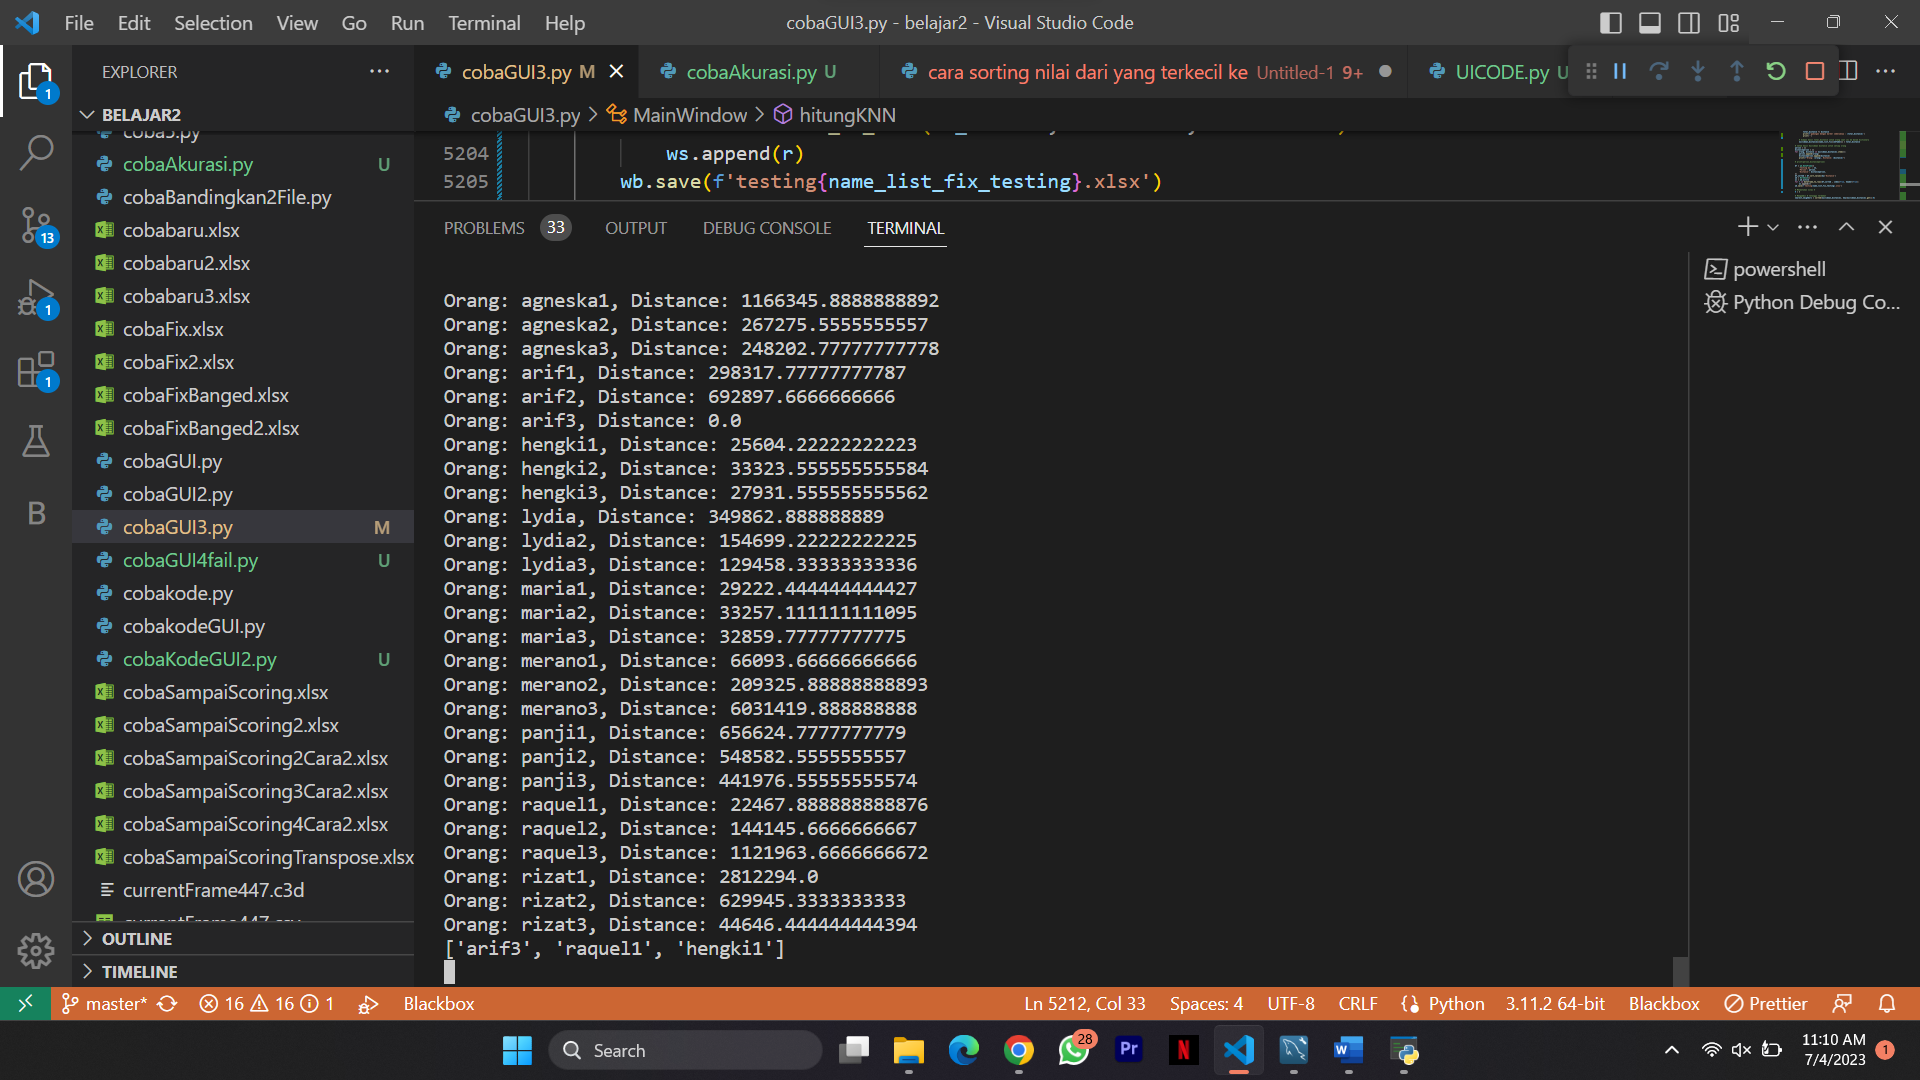 File Edit Selection View Go Run Terminal Help
cobaGUI3.py - belajar2 - Visual Studio Code
EXPLORER
cobaGUI3.py M
cobaAkurasi.py U
cara sorting nilai dari yang terkecil ke Untitled-1 9+
UICODE.py U
BELAJAR2
cobaGUI3.py > MainWindow > hitungKNN
coba5.py
cobaAkurasi.py U
cobaBandingkan2File.py
cobabaru.xlsx
cobabaru2.xlsx
cobabaru3.xlsx
cobaFix.xlsx
cobaFix2.xlsx
cobaFixBanged.xlsx
cobaFixBanged2.xlsx
cobaGUI.py
cobaGUI2.py
cobaGUI3.py M
cobaGUI4fail.py U
cobakode.py
cobakodeGUI.py
cobaKodeGUI2.py U
cobaSampaiScoring.xlsx
cobaSampaiScoring2.xlsx
cobaSampaiScoring2Cara2.xlsx
cobaSampaiScoring3Cara2.xlsx
cobaSampaiScoring4Cara2.xlsx
cobaSampaiScoringTranspose.xlsx
currentFrame447.c3d
OUTLINE
TIMELINE
1
13
1
1
B
5204 ws.append(r)
5205 wb.save(f'testing{name_list_fix_testing}.xlsx')
PROBLEMS 33 OUTPUT DEBUG CONSOLE TERMINAL
powershell
Python Debug Co...
Orang: agneska1, Distance: 1166345.8888888892
Orang: agneska2, Distance: 267275.5555555557
Orang: agneska3, Distance: 248202.77777777778
Orang: arif1, Distance: 298317.77777777787
Orang: arif2, Distance: 692897.6666666666
Orang: arif3, Distance: 0.0
Orang: hengki1, Distance: 25604.22222222223
Orang: hengki2, Distance: 33323.555555555584
Orang: hengki3, Distance: 27931.555555555562
Orang: lydia, Distance: 349862.888888889
Orang: lydia2, Distance: 154699.22222222225
Orang: lydia3, Distance: 129458.33333333336
Orang: maria1, Distance: 29222.444444444427
Orang: maria2, Distance: 33257.111111111095
Orang: maria3, Distance: 32859.77777777775
Orang: merano1, Distance: 66093.66666666666
Orang: merano2, Distance: 209325.88888888893
Orang: merano3, Distance: 6031419.888888888
Orang: panji1, Distance: 656624.7777777779
Orang: panji2, Distance: 548582.5555555557
Orang: panji3, Distance: 441976.55555555574
Orang: raquel1, Distance: 22467.888888888876
Orang: raquel2, Distance: 144145.6666666667
Orang: raquel3, Distance: 1121963.6666666672
Orang: rizat1, Distance: 2812294.0
Orang: rizat2, Distance: 629945.3333333333
Orang: rizat3, Distance: 44646.444444444394
['arif3', 'raquel1', 'hengki1']
master* 16 16 1 Blackbox
Ln 5212, Col 33 Spaces: 4 UTF-8 CRLF Python 3.11.2 64-bit Blackbox Prettier
Search
28
Pr
N
W
11:10 AM
7/4/2023
1